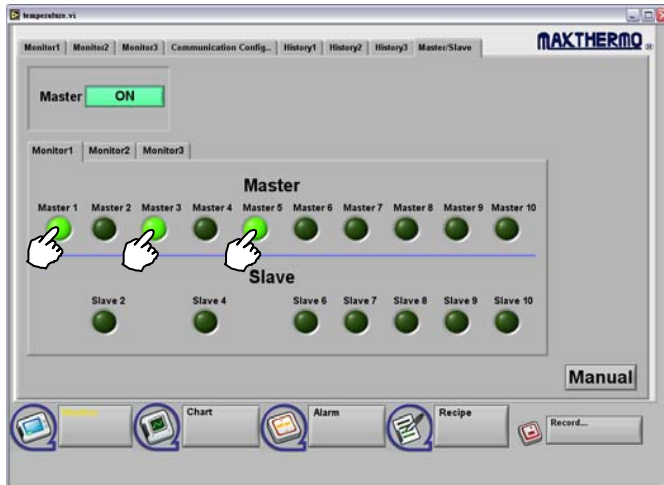 temperature.vi
Monitor1 Monitor2 Monitor3 Communication Config.. History1 History2 History3 Master/Slave
MAXTHERMO
Master ON
Monitor1 Monitor2 Monitor3
Master
Master 1 Master 2 Master 3 Master 4 Master 5 Master 6 Master 7 Master 8 Master 9 Master 10
Slave
Slave 2 Slave 4 Slave 6 Slave 7 Slave 8 Slave 9 Slave 10
Manual
Chart Alarm Recipe Record...